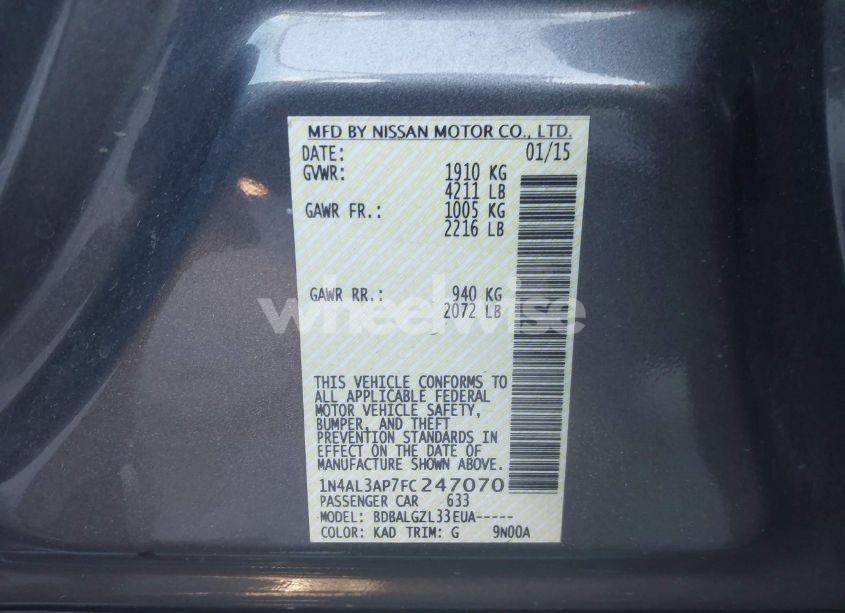 MFD BY NISSAN MOTOR CO., LTD.
DATE: 01/15
GVWR: 1910 KG
4211 LB
GAWR FR.: 1005 KG
2216 LB
GAWR RR.: 940 KG
2072 LB
wheelwise
THIS VEHICLE CONFORMS TO
ALL APPLICABLE FEDERAL
MOTOR VEHICLE SAFETY,
BUMPER, AND THEFT
PREVENTION STANDARDS IN
EFFECT ON THE DATE OF
MANUFACTURE SHOWN ABOVE.
1N4AL3AP7FC247070
PASSENGER CAR 633
MODEL: BDBALGZL33EUA-----
COLOR: KAD TRIM: G 9N00A